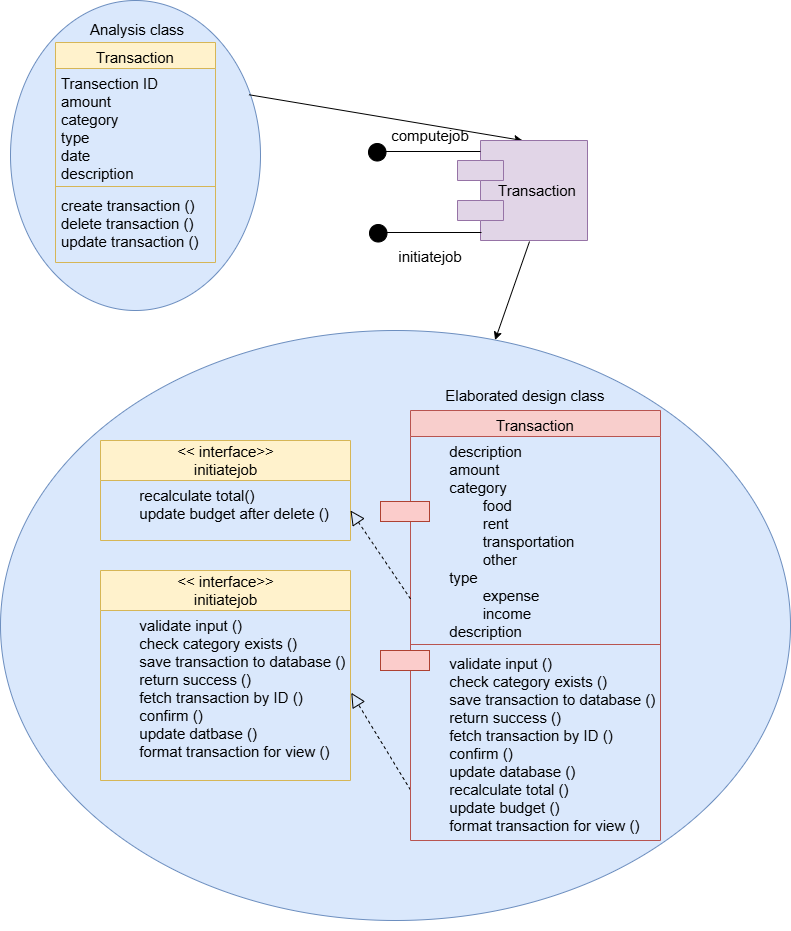 Analysis class
Transaction
Transection ID
amount
category
type
date
description
create transaction ()
delete transaction ()
update transaction ()
computejob
Transaction
initiatejob
Elaborated design class
<< interface>>
initiatejob
recalculate total()
update budget after delete ()
<< interface>>
initiatejob
validate input ()
check category exists ()
save transaction to database ()
return success ()
fetch transaction by ID ()
confirm ()
update datbase ()
format transaction for view ()
Transaction
description
amount
category
food
rent
transportation
other
type
expense
income
description
validate input ()
check category exists ()
save transaction to database ()
return success ()
fetch transaction by ID ()
confirm ()
update database ()
recalculate total ()
update budget ()
format transaction for view ()